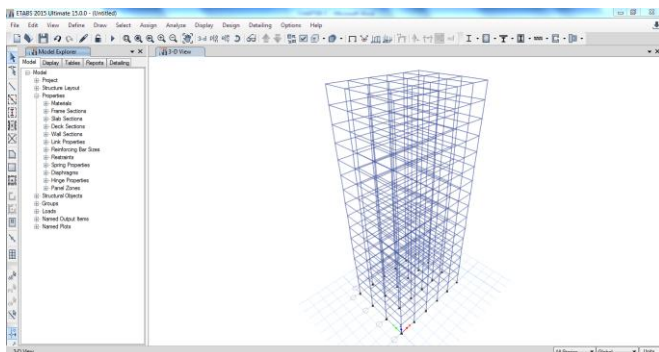 ETABS 2015 Ultimate 15.0.0 - (Untitled)
File Edit View Define Draw Select Assign Analyze Display Design Detailing Options Help
Model Explorer
3-D View
Model Display Tables Reports Detailing
Model
Project
Structure Layout
Properties
Materials
Frame Sections
Slab Sections
Deck Sections
Wall Sections
Link Properties
Reinforcing Bar Sizes
Restraints
Spring Properties
Diaphragms
Hinge Properties
Panel Zones
Structural Objects
Groups
Loads
Named Output Items
Named Plots
3-D View
Global
Units